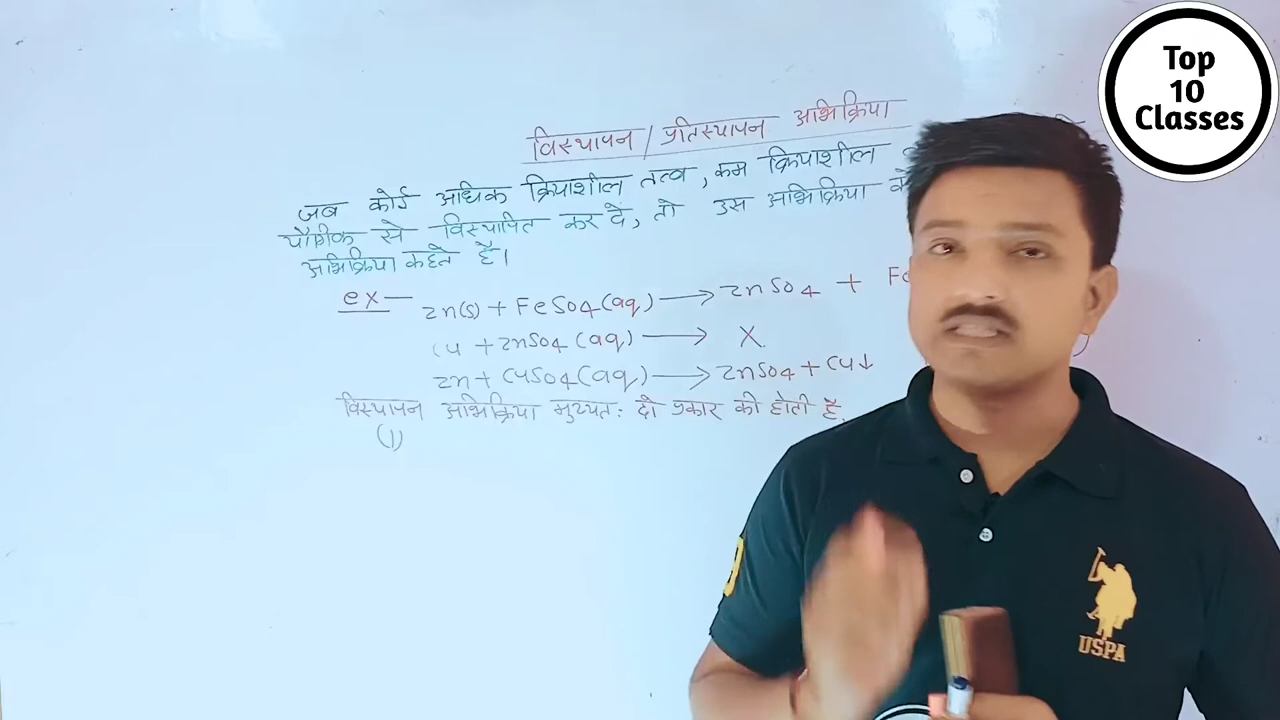 Top
10
Classes
विस्थापन / प्रतिस्थापन अभिक्रिया
जब कोई अधिक क्रियाशील तत्व, कम क्रियाशील
यौगिक से विस्थापित कर दे, तो उस अभिक्रिया को
अभिक्रिया कहते है।
ex— Zn(s) + FeSO4(aq) ⟶ ZnSO4 + Fe
Cu + ZnSO4(aq) ⟶ X
Zn + CuSO4(aq) ⟶ ZnSO4 + Cu↓
विस्थापन अभिक्रिया मुख्यतः दो प्रकार की होती है.
(1)
USPA